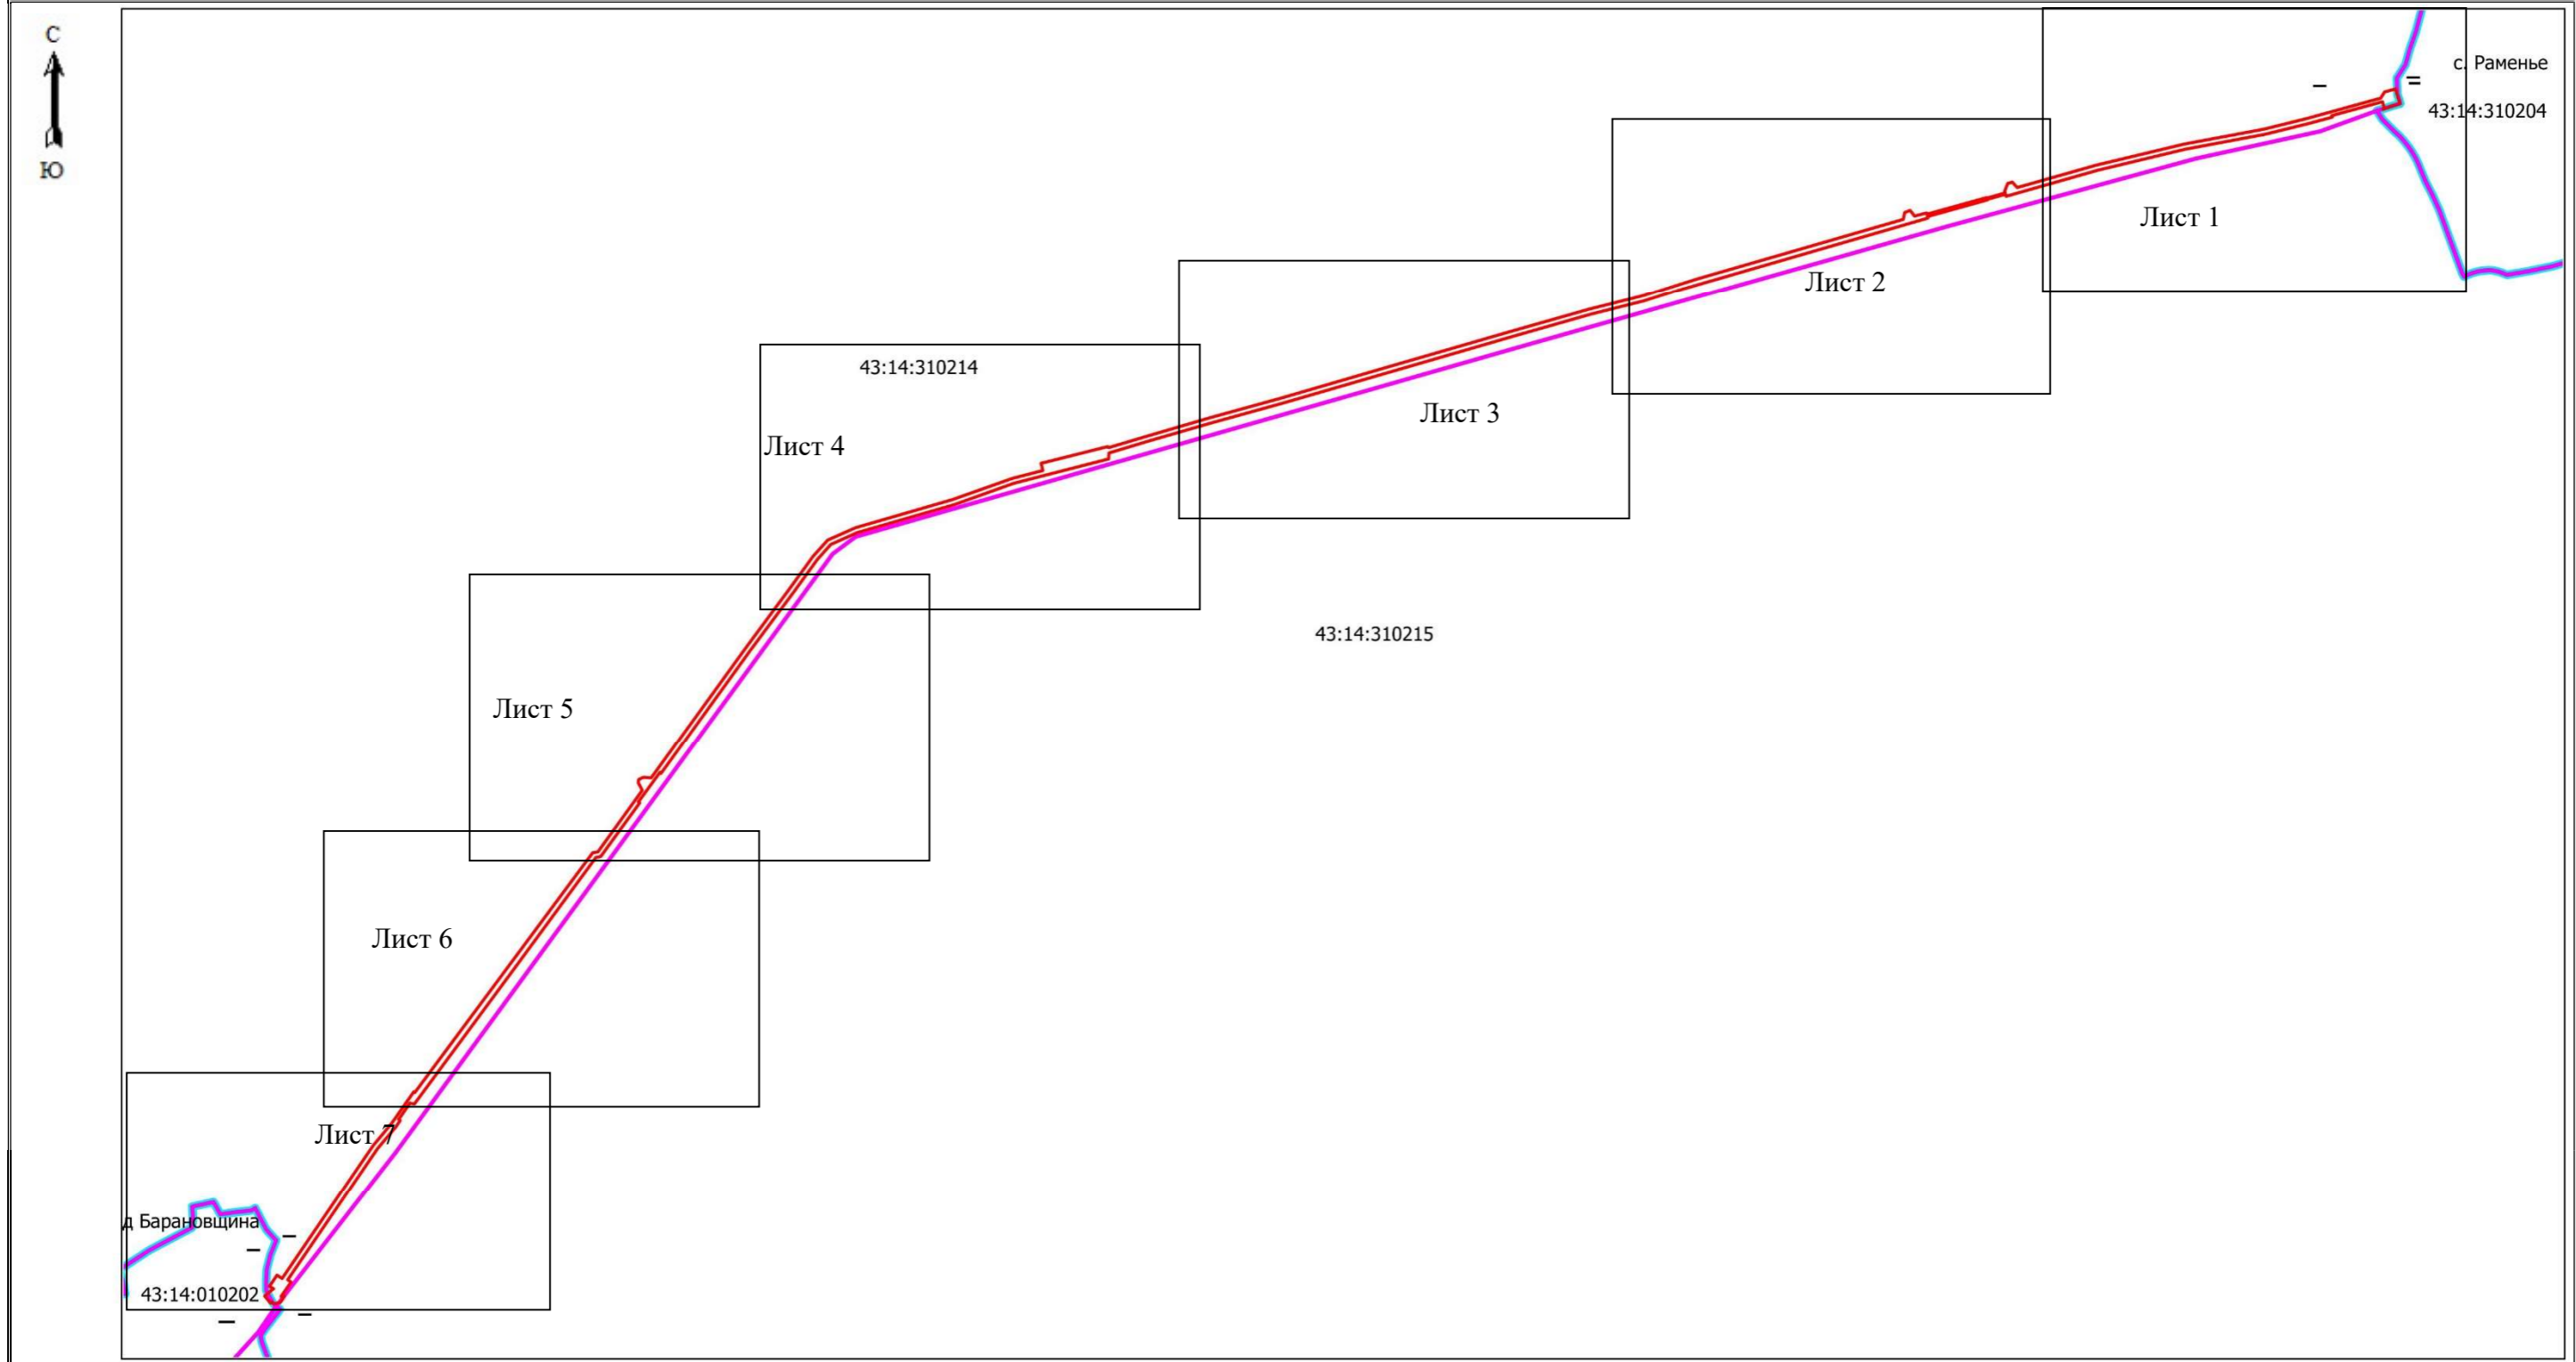 С
Ю
с. Раменье
43:14:310204
Лист 1
Лист 2
43:14:310214
Лист 3
Лист 4
43:14:310215
Лист 5
Лист 6
Лист 7
д Барановщина
43:14:010202